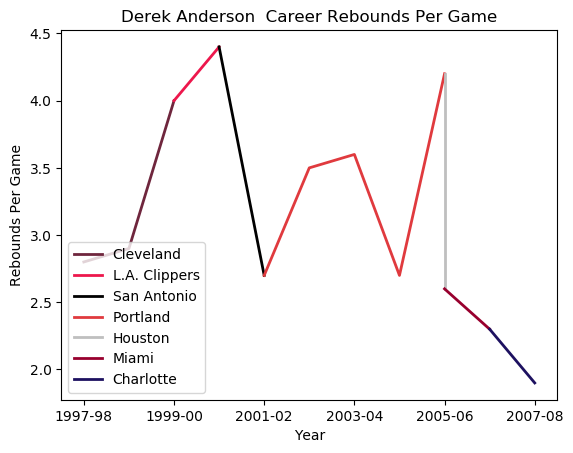 Derek Anderson  Career Rebounds Per Game
4.5
4.0
3.5
3.0
2.5
2.0
Rebounds Per Game
Cleveland
L.A. Clippers
San Antonio
Portland
Houston
Miami
Charlotte
1997-98 1999-00 2001-02 2003-04 2005-06 2007-08
Year